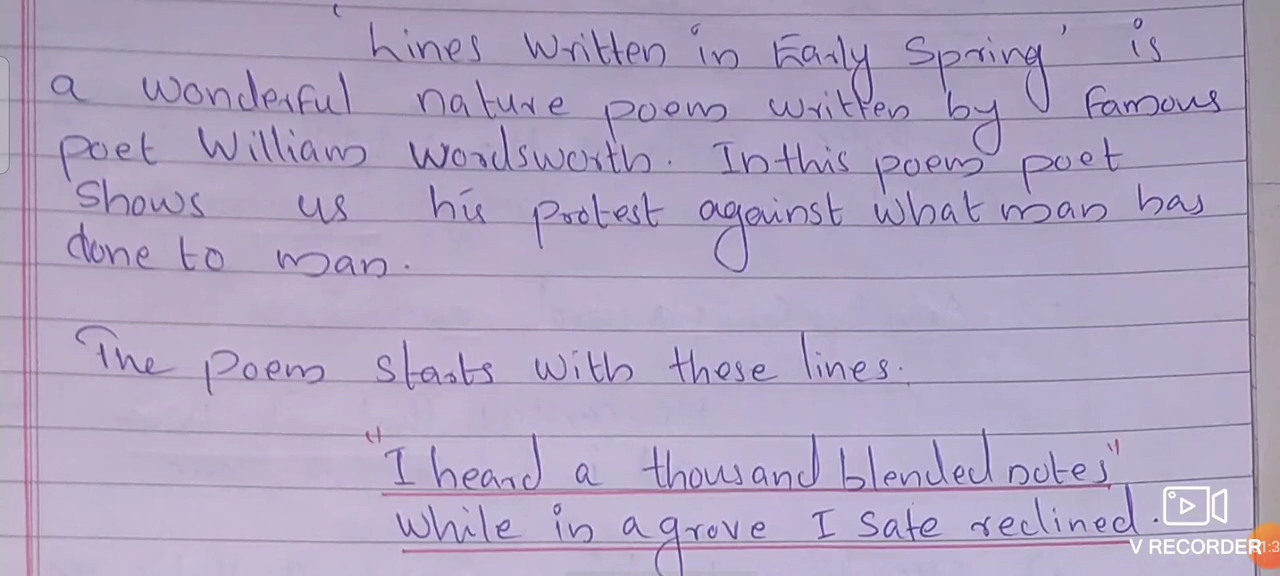 'Lines Written in Early Spring' is
a wonderful nature poem written by famous
poet William Wordsworth. In this poem poet
shows us his protest against what man has
done to man.
The poem starts with these lines.
"I heard a thousand blended notes"
While in a grove I sate reclined.
V RECORDER